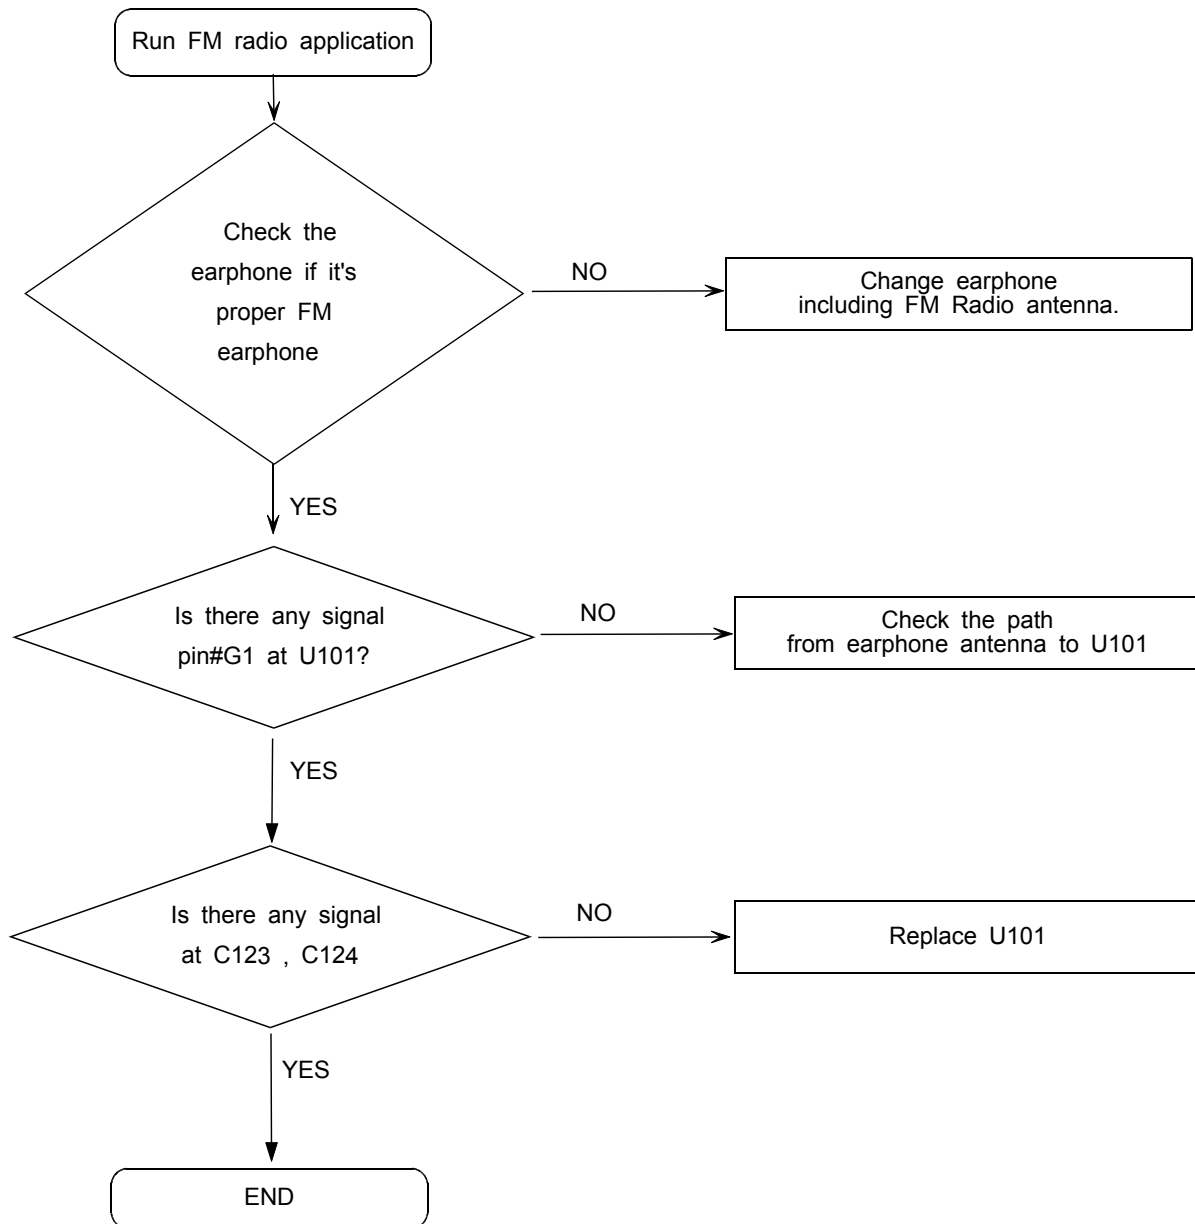 Run FM radio application
Check the
earphone if it's
proper FM
earphone
NO
Change earphone
including FM Radio antenna.
YES
Is there any signal
pin#G1 at U101?
NO
Check the path
from earphone antenna to U101
YES
Is there any signal
at C123 , C124
NO
Replace U101
YES
END